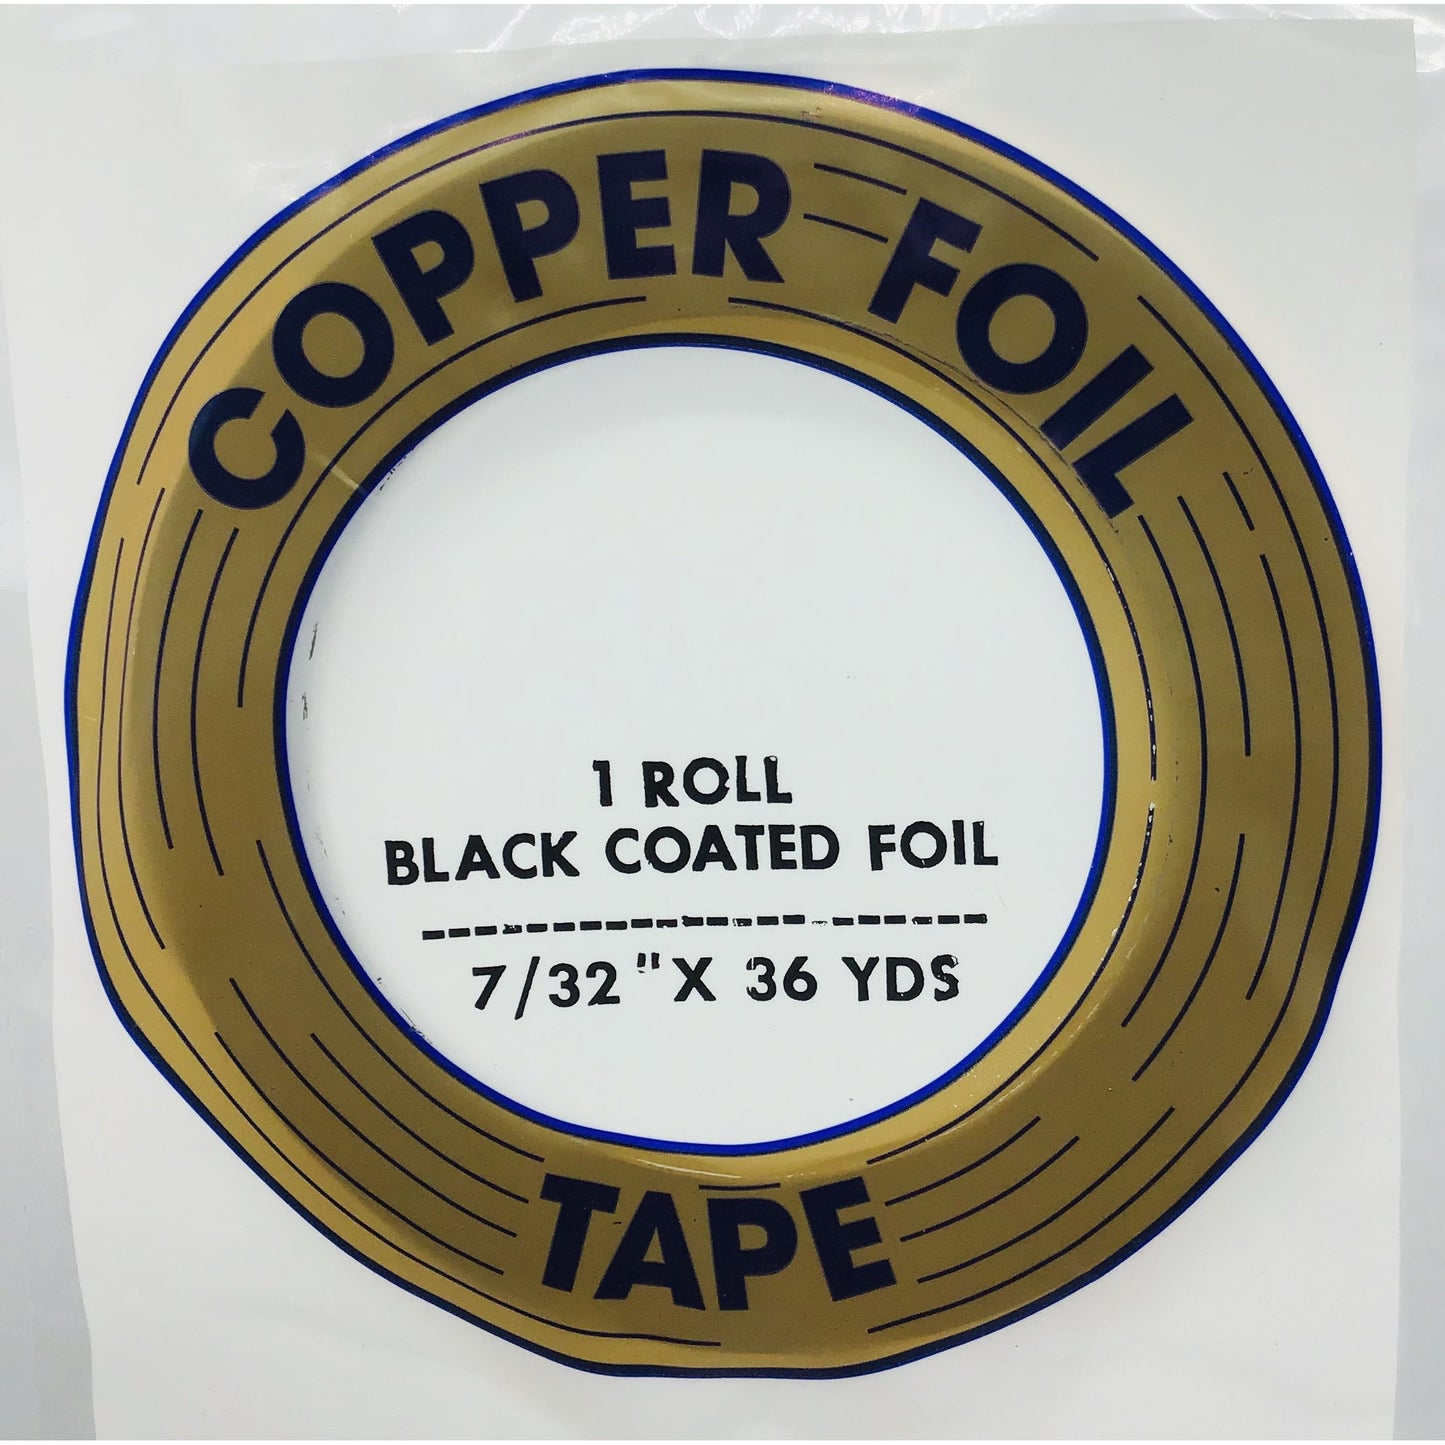 COPPER FOIL
1 ROLL
BLACK COATED FOIL
7/32" X 36 YDS
TAPE